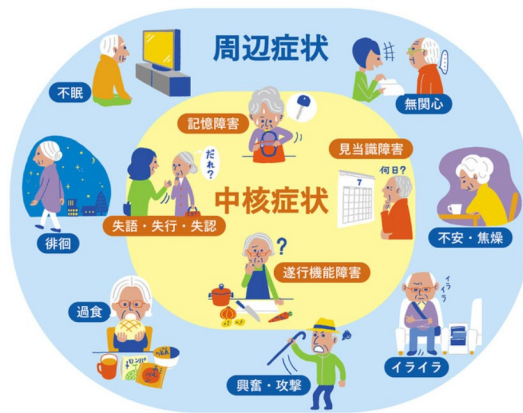 周辺症状
不眠
無関心
記憶障害
見当識障害
だれ?
何日?
7
中核症状
失語・失行・失認
徘徊
不安・焦燥
?
遂行機能障害
過食
イライラ
イライラ
興奮・攻撃